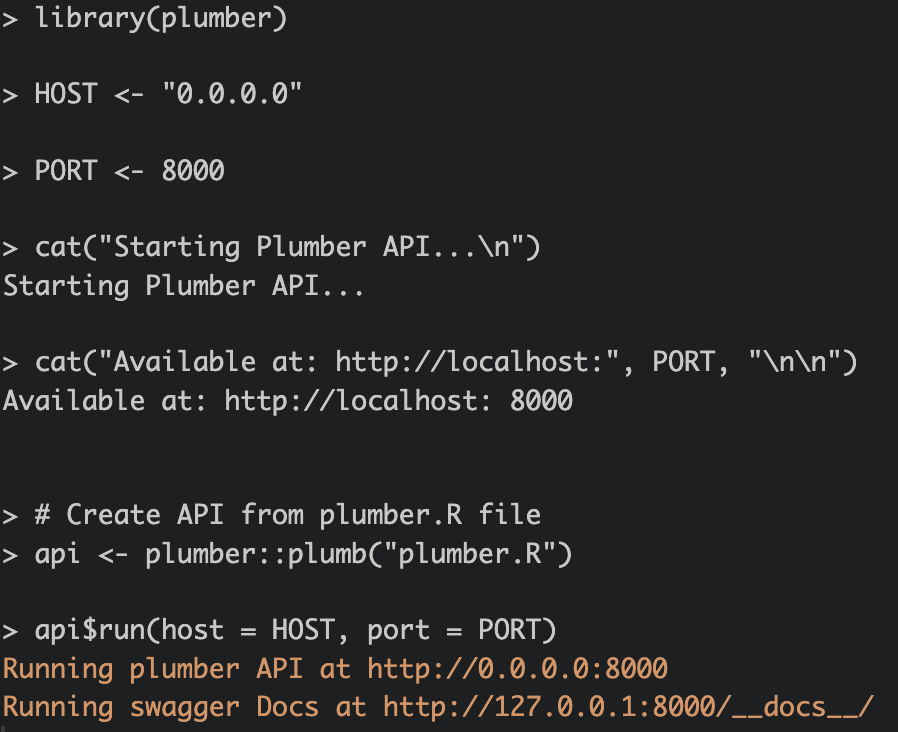 > library(plumber)
> HOST <- "0.0.0.0"
> PORT <- 8000
> cat("Starting Plumber API...\n")
Starting Plumber API...
> cat("Available at: http://localhost:", PORT, "\n\n")
Available at: http://localhost: 8000
> # Create API from plumber.R file
> api <- plumber::plumb("plumber.R")
> api$run(host = HOST, port = PORT)
Running plumber API at http://0.0.0.0:8000
Running swagger Docs at http://127.0.0.1:8000/__docs__/